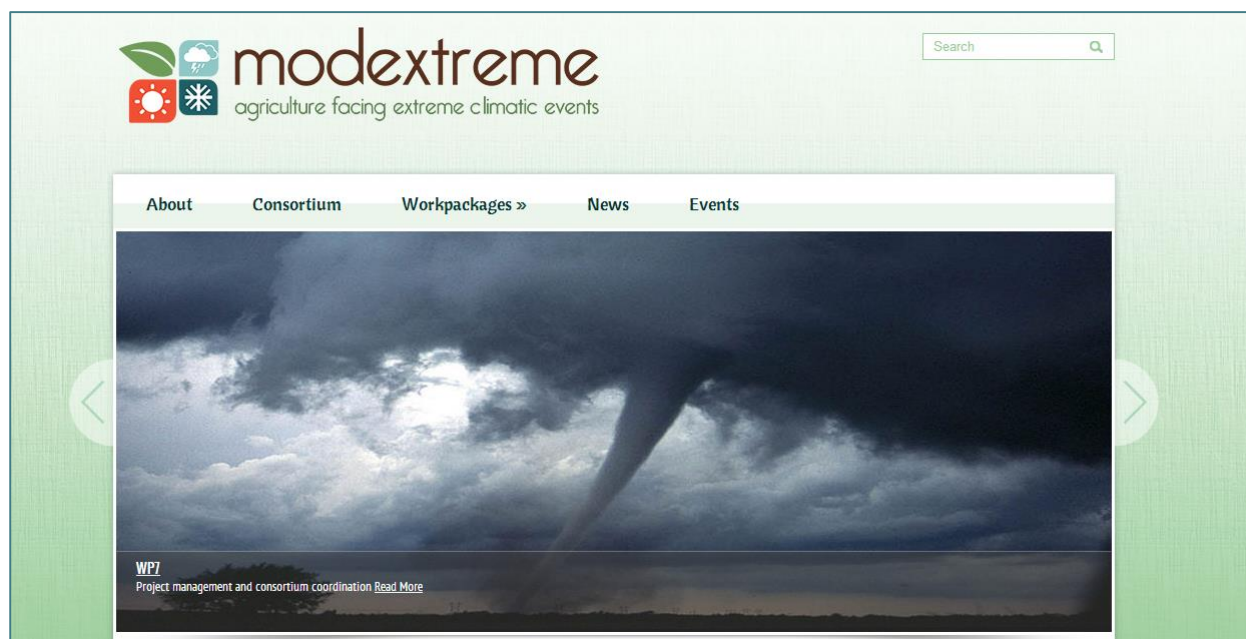 modextreme
agriculture facing extreme climatic events
Search
About Consortium Workpackages » News Events
WP7
Project management and consortium coordination Read More